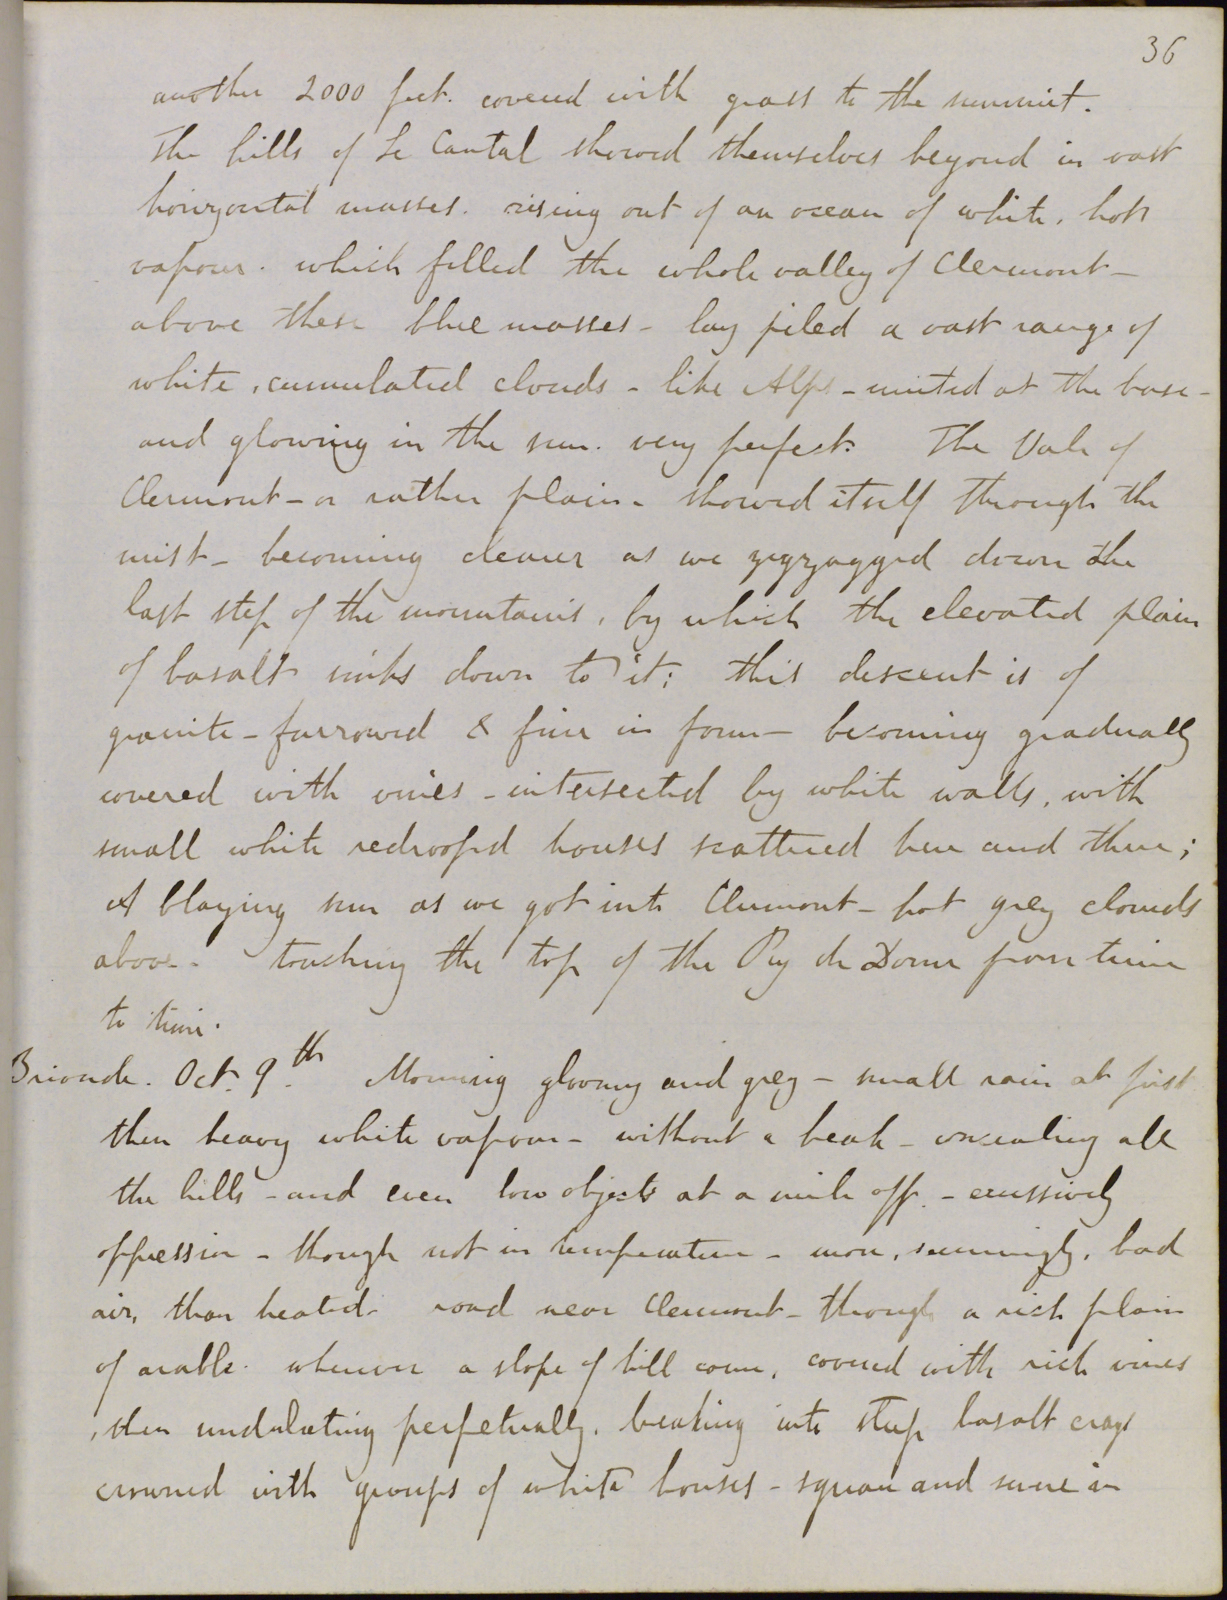 36
another 2000 feet. covered with grass to the summit.
The hills of Le Cantal showed themselves beyond in vast
horizontal masses. rising out of an ocean of white, hot
vapour. which filled the whole valley of Clermont -
above these blue masses - lay piled a vast range of
white, cumulated clouds - like Alps - united at the base -
and glowing in the sun. very perfect. The Vale of
Clermont - or rather plain - showed itself through the
mist - becoming clearer as we zigzagged down the
last step of the mountains, by which the elevated plain
of basalt sinks down to it; this descent is of
granite - furrowed & fine in form - becoming gradually
covered with vines - intersected by white walls, with
small white redroofed houses scattered here and there;
A blazing sun as we got into Clermont - hot grey clouds
above. touching the top of the Puy de Dome from time
to time.
Brioude. Oct. 9.th Morning gloomy and grey - small rain at first
then heavy white vapour - without a break - concealing all
the hills - and even low objects at a mile off. - excessively
oppressive - though not in temperature - more, seemingly, bad
air, than heated. road near Clermont - through a rich plain
of arable. wherever a slope of hill came, covered with rich vines
, then undulating perpetually, breaking into steep basalt crags
crowned with groups of white houses - square and severe in